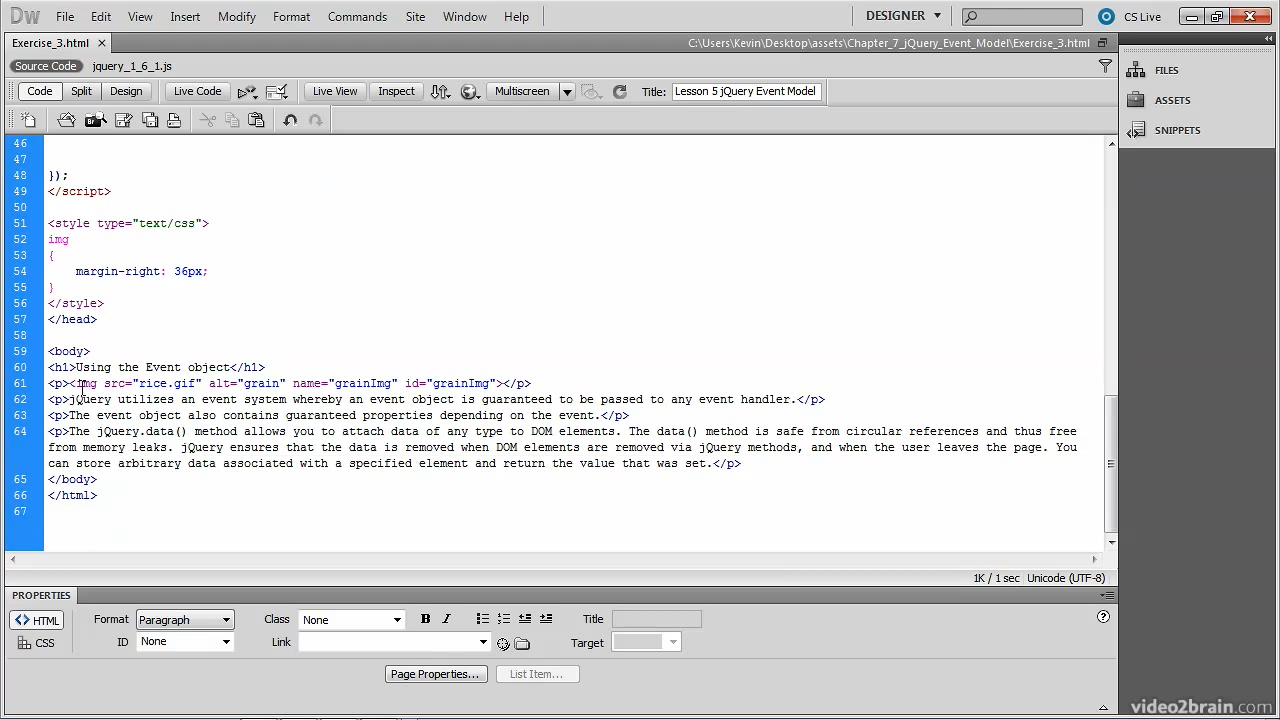 Dw File Edit View Insert Modify Format Commands Site Window Help DESIGNER CS Live
Exercise_3.html C:\Users\Kevin\Desktop\assets\Chapter_7_jQuery_Event_Model\Exercise_3.html
Source Code jquery_1_6_1.js
Code Split Design Live Code Live View Inspect Multiscreen Title: Lesson 5 jQuery Event Model
FILES
ASSETS
SNIPPETS
46
47
48 });
49 </script>
50
51 <style type="text/css">
52 img
53 {
54 margin-right: 36px;
55 }
56 </style>
57 </head>
58
59 <body>
60 <h1>Using the Event object</h1>
61 <p><img src="rice.gif" alt="grain" name="grainImg" id="grainImg"></p>
62 <p>jQuery utilizes an event system whereby an event object is guaranteed to be passed to any event handler.</p>
63 <p>The event object also contains guaranteed properties depending on the event.</p>
64 <p>The jQuery.data() method allows you to attach data of any type to DOM elements. The data() method is safe from circular references and thus free
from memory leaks. jQuery ensures that the data is removed when DOM elements are removed via jQuery methods, and when the user leaves the page. You
can store arbitrary data associated with a specified element and return the value that was set.</p>
65 </body>
66 </html>
67
1K / 1 sec Unicode (UTF-8)
PROPERTIES
<> HTML Format Paragraph Class None B I Title
CSS ID None Link Target
Page Properties... List Item...
video2brain.com